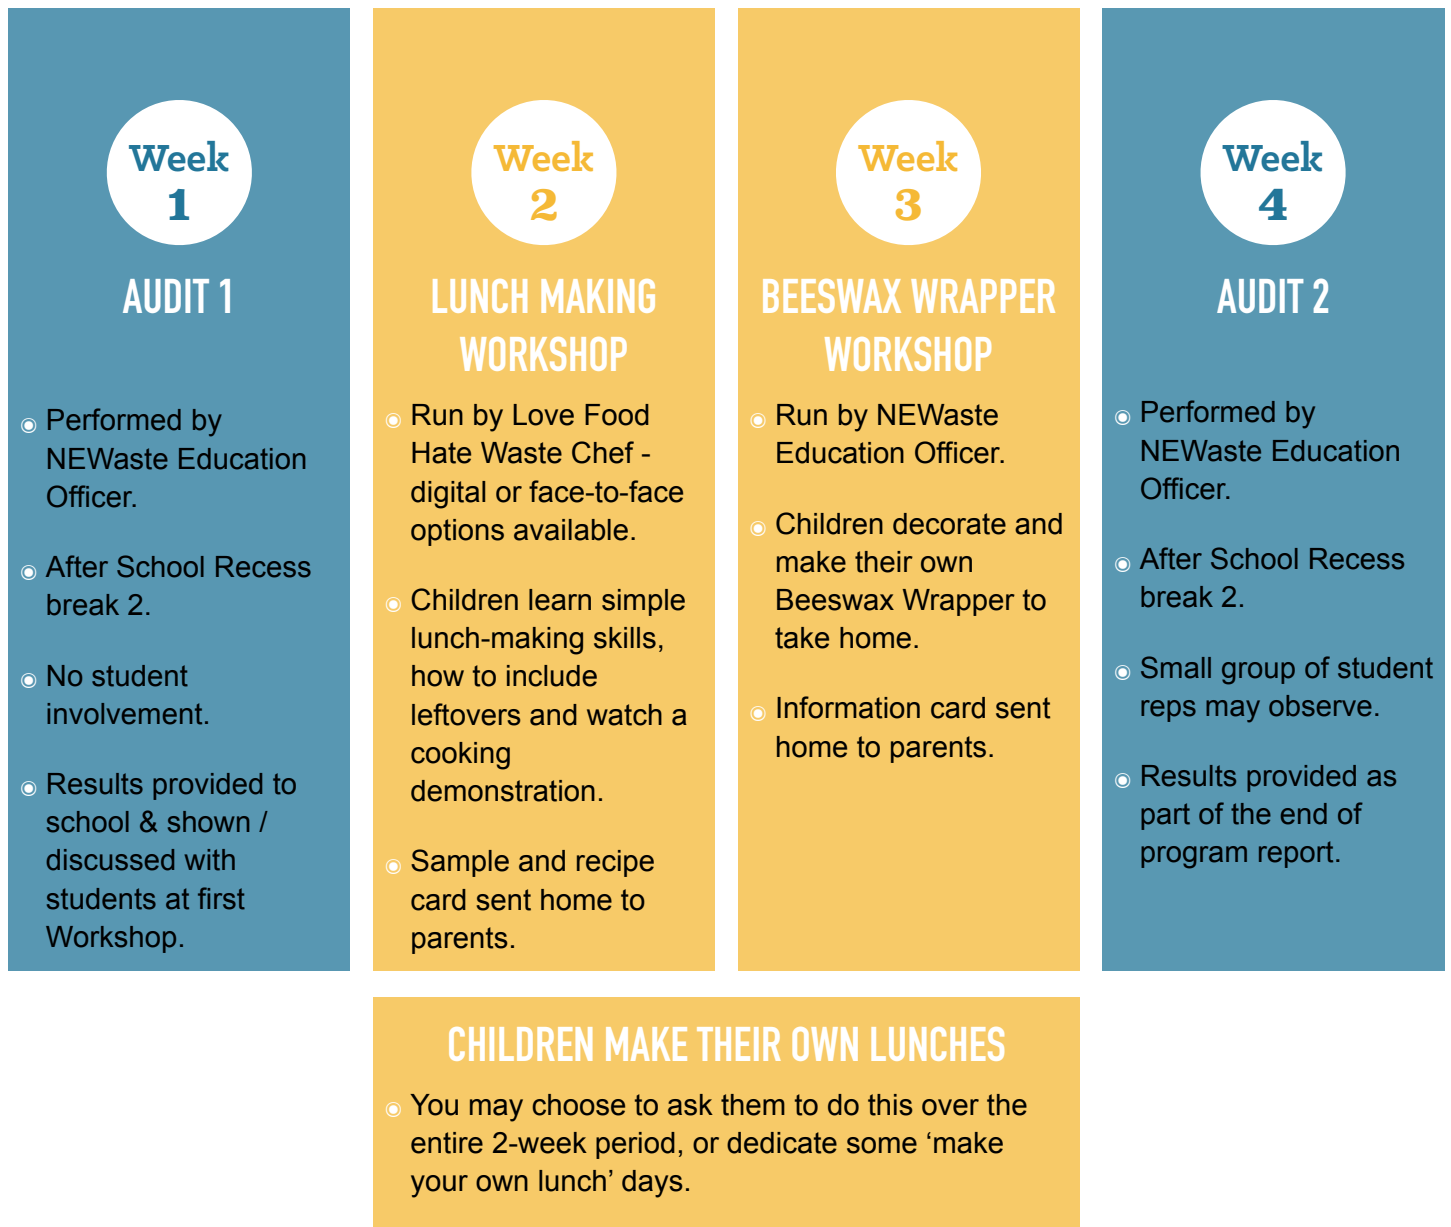 Week
1
AUDIT 1
◉ Performed by
NEWaste Education
Officer.
◉ After School Recess
break 2.
◉ No student
involvement.
◉ Results provided to
school & shown /
discussed with
students at first
Workshop.
Week
2
LUNCH MAKING
WORKSHOP
◉ Run by Love Food
Hate Waste Chef -
digital or face-to-face
options available.
◉ Children learn simple
lunch-making skills,
how to include
leftovers and watch a
cooking
demonstration.
◉ Sample and recipe
card sent home to
parents.
Week
3
BEESWAX WRAPPER
WORKSHOP
◉ Run by NEWaste
Education Officer.
◉ Children decorate and
make their own
Beeswax Wrapper to
take home.
◉ Information card sent
home to parents.
Week
4
AUDIT 2
◉ Performed by
NEWaste Education
Officer.
◉ After School Recess
break 2.
◉ Small group of student
reps may observe.
◉ Results provided as
part of the end of
program report.
CHILDREN MAKE THEIR OWN LUNCHES
◉ You may choose to ask them to do this over the
entire 2-week period, or dedicate some ‘make
your own lunch’ days.